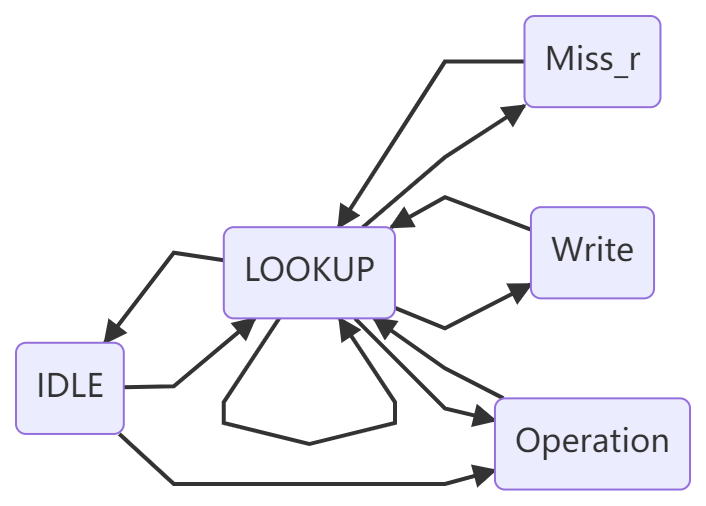 Miss_r
Write
LOOKUP
IDLE
Operation